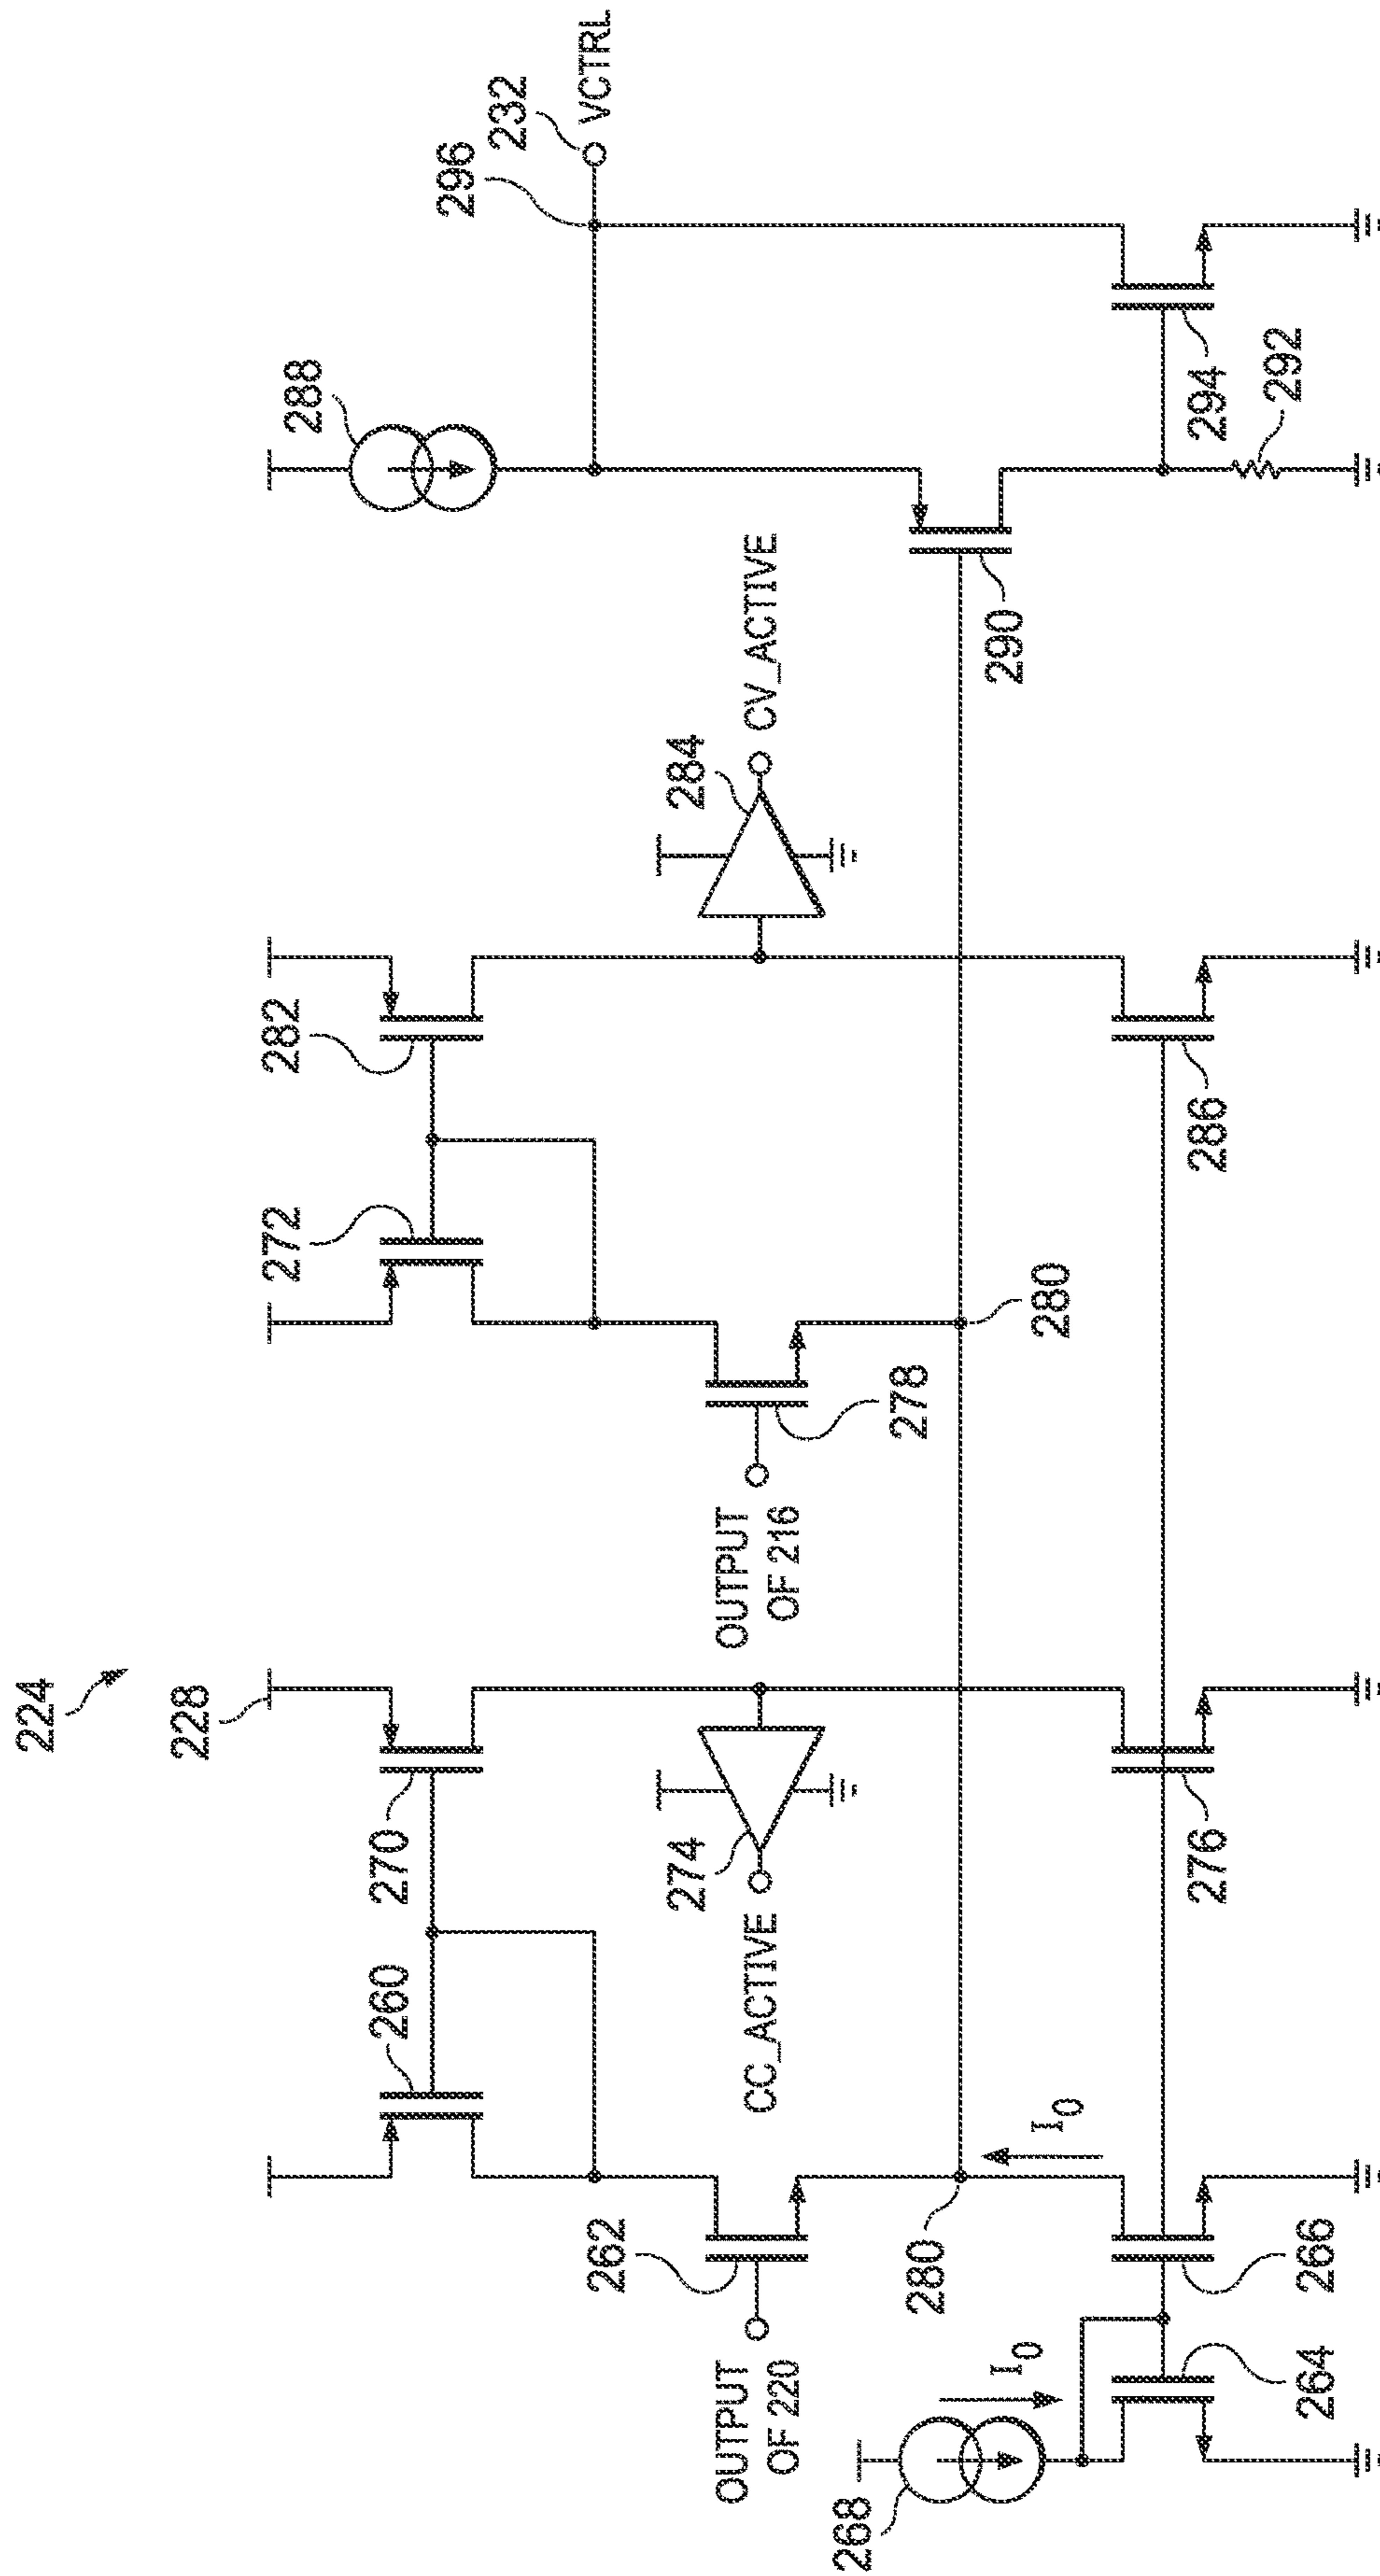 224
228
260
270
272
282
288
296
232
VCTRL
262
OUTPUT
OF 220
CC_ACTIVE
274
OUTPUT
OF 216
278
284
CV_ACTIVE
280
280
290
268
I0
I0
264
266
276
286
294
292